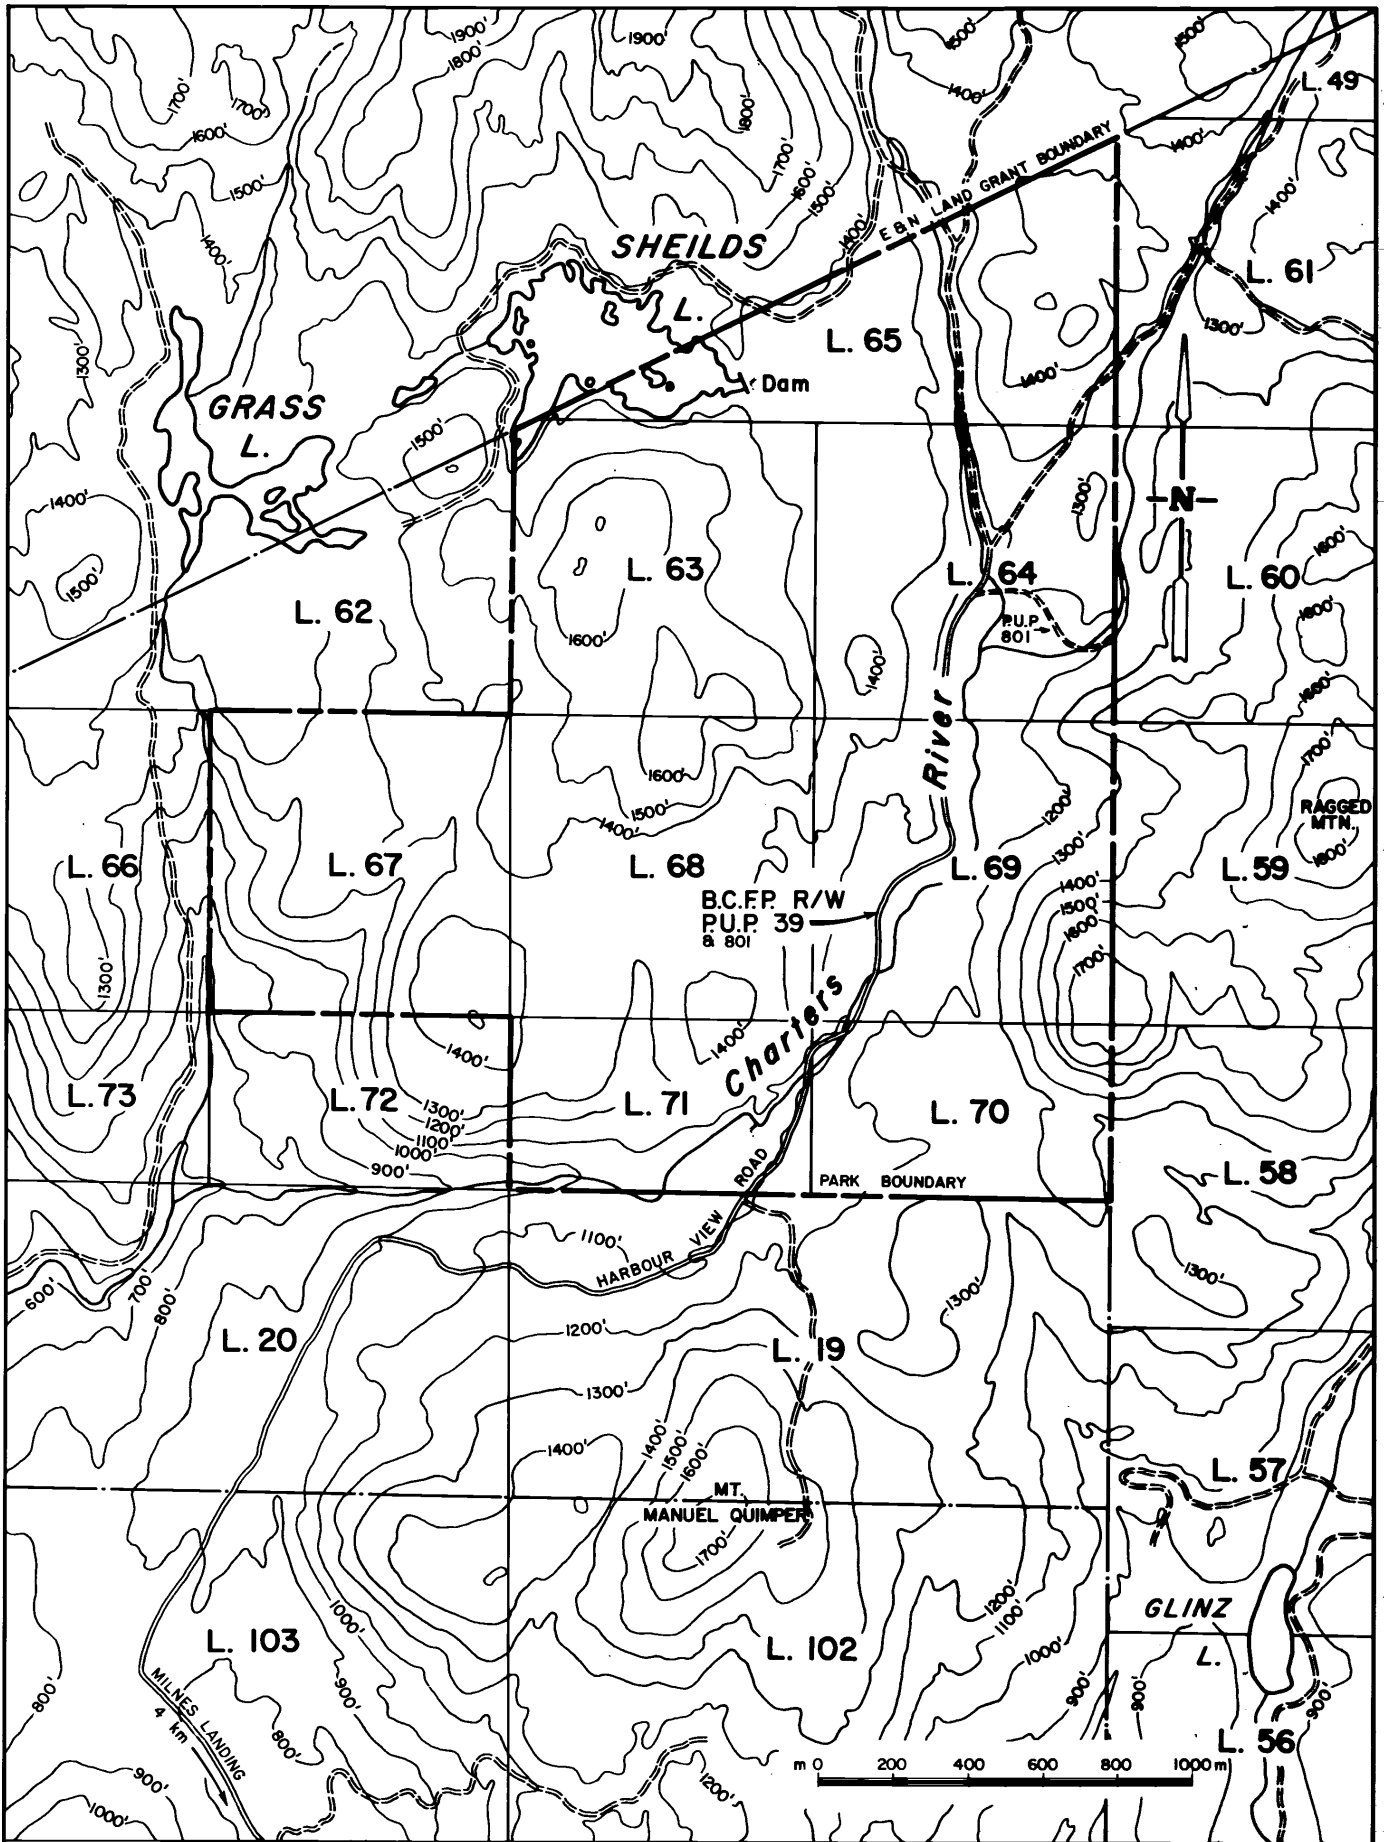 1900'
1900'
1500'
1500'
1800'
1700'
1700'
1800'
1400'
L. 49
1600'
1400'
1500'
1700'
1600'
1500'
1400'
E & N LAND GRANT BOUNDARY
1400'
1400'
SHEILDS
L.
L. 61
1300'
1300'
L. 65
Dam
1400'
GRASS
L.
1500'
1400'
1300'
N
1500'
1600'
L. 63
L. 64
L. 60
L. 62
1600'
P.U.P.
801
1600'
1400'
1600'
River
1700'
1600'
1500'
1400'
1200'
RAGGED
MTN.
1300'
1800'
L. 66
L. 67
L. 68
L. 69
L. 59
1400'
1500'
1600'
1700'
B.C.F.P. R/W
P.U.P. 39
& 801
1300'
Charters
1400'
1400'
L. 73
L. 72
L. 71
L. 70
1300'
1200'
1100'
1000'
900'
PARK BOUNDARY
L. 58
HARBOUR VIEW ROAD
1100'
600'
700'
800'
1300'
1300'
L. 20
1200'
L. 19
1300'
1400'
1400'
1500'
1600'
L. 57
MT.
MANUEL QUIMPER
1700'
1200'
1100'
1000'
1000'
GLINZ
L.
L. 103
L. 102
800'
MILNES LANDING
4 km
900'
800'
900'
900'
900'
L. 56
900'
1000'
1200'
m 0 200 400 600 800 1000 m